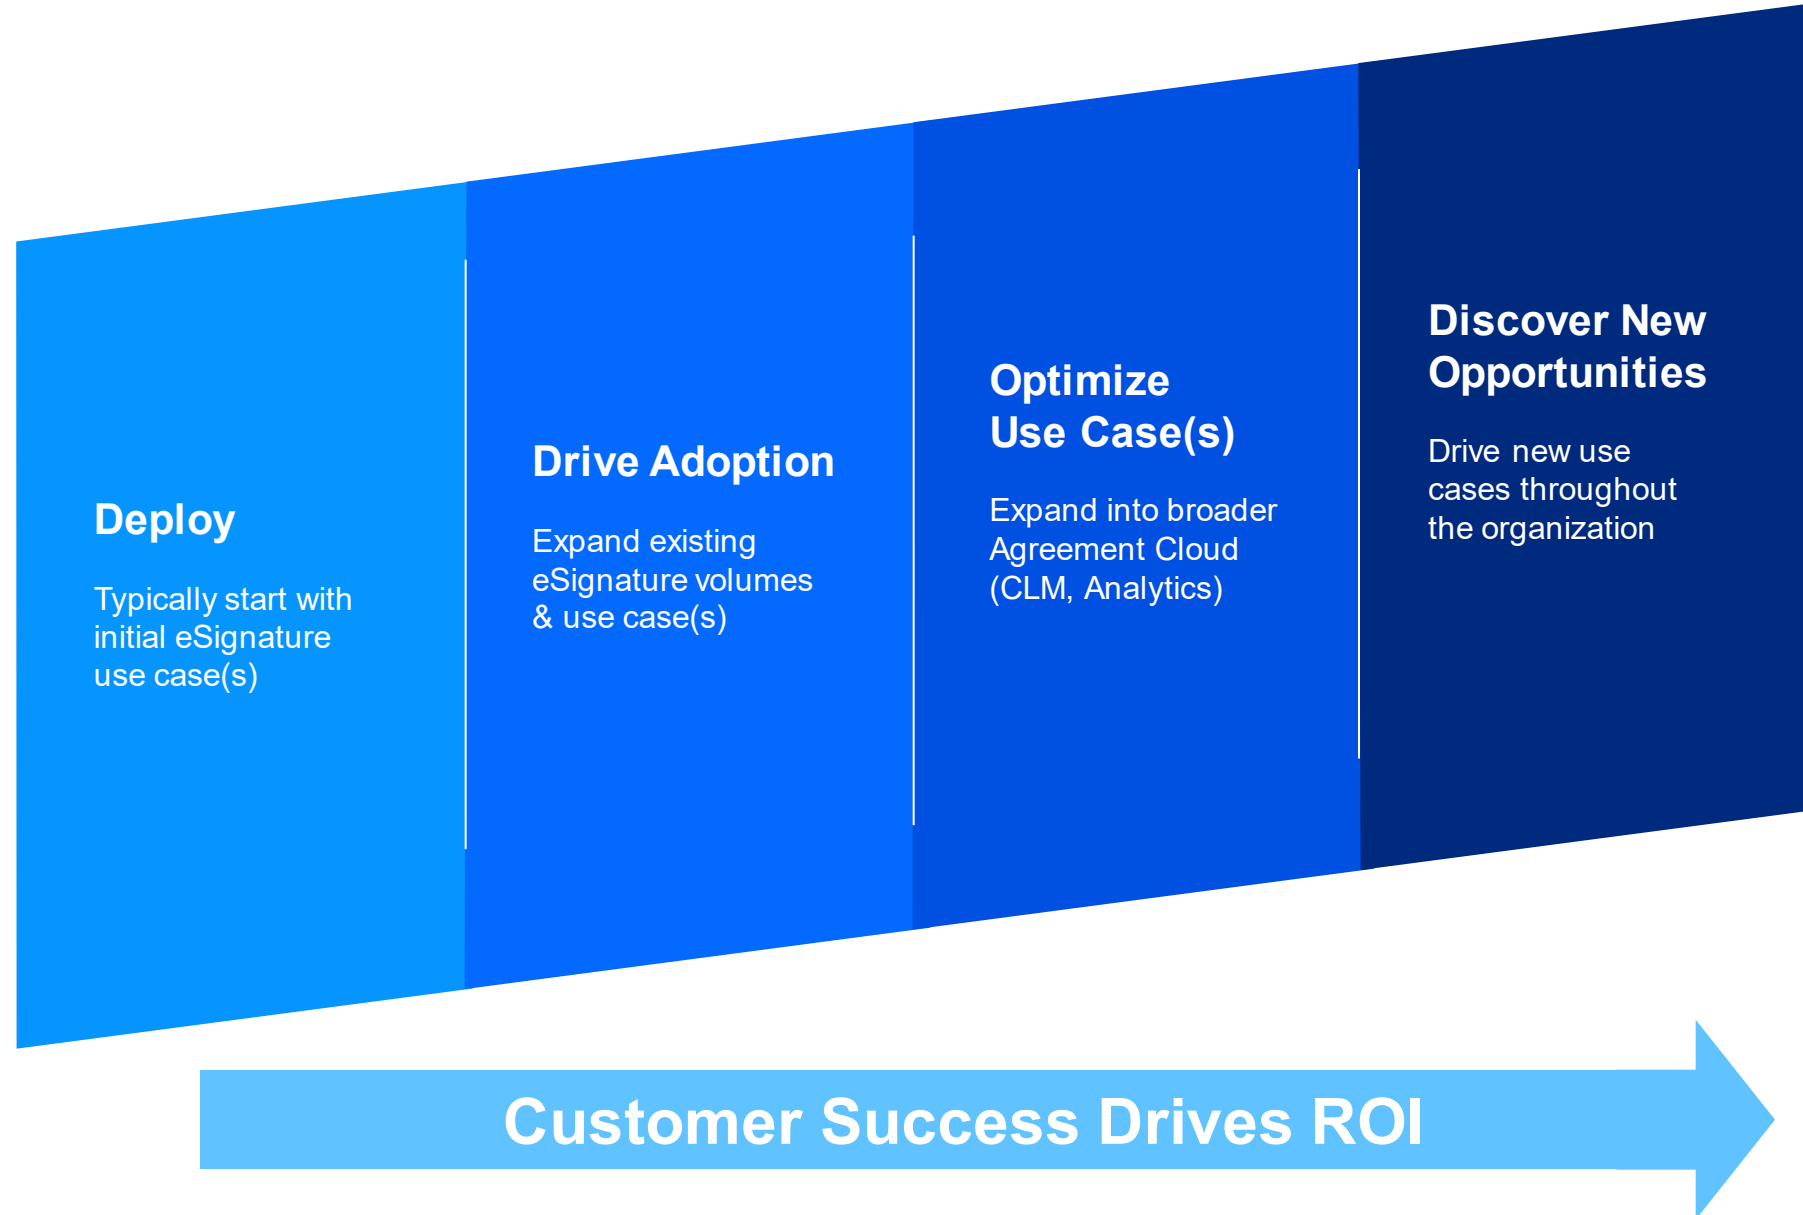 Deploy
Typically start with
initial eSignature
use case(s)
Drive Adoption
Expand existing
eSignature volumes
& use case(s)
Optimize
Use Case(s)
Expand into broader
Agreement Cloud
(CLM, Analytics)
Discover New
Opportunities
Drive new use
cases throughout
the organization
Customer Success Drives ROI